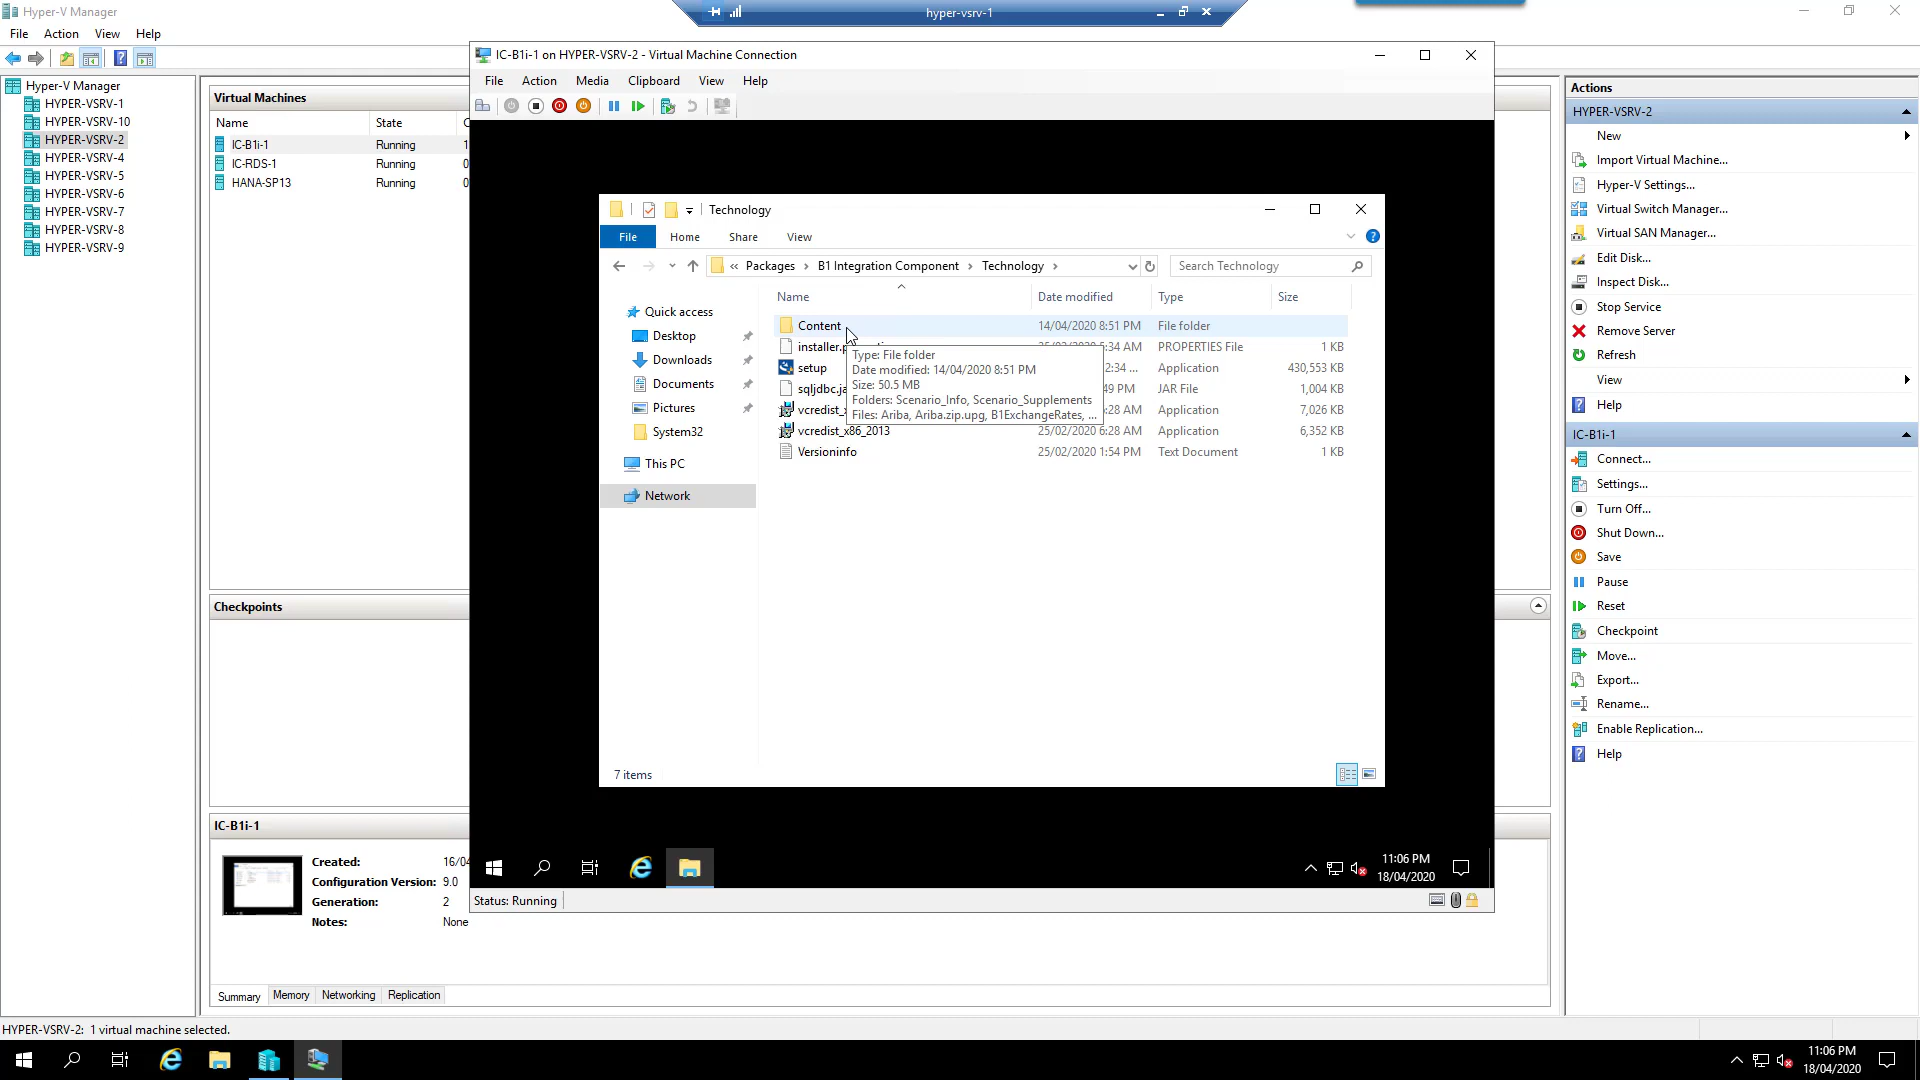 Hyper-V Manager
hyper-vsrv-1
File Action View Help
Hyper-V Manager
HYPER-VSRV-1
HYPER-VSRV-10
HYPER-VSRV-2
HYPER-VSRV-4
HYPER-VSRV-5
HYPER-VSRV-6
HYPER-VSRV-7
HYPER-VSRV-8
HYPER-VSRV-9
Virtual Machines
Name State
IC-B1i-1 Running
IC-RDS-1 Running
HANA-SP13 Running
Checkpoints
IC-B1i-1
Created: 16/04
Configuration Version: 9.0
Generation: 2
Notes: None
Summary Memory Networking Replication
HYPER-VSRV-2: 1 virtual machine selected.
IC-B1i-1 on HYPER-VSRV-2 - Virtual Machine Connection
File Action Media Clipboard View Help
Technology
File Home Share View
« Packages › B1 Integration Component › Technology › Search Technology
Quick access
Desktop
Downloads
Documents
Pictures
System32
This PC
Network
Name Date modified Type Size
Content 14/04/2020 8:51 PM File folder
installer.p 5:34 AM PROPERTIES File 1 KB
setup 2:34 ... Application 430,553 KB
sqljdbc.ja 49 PM JAR File 1,004 KB
vcredist_x 6:28 AM Application 7,026 KB
vcredist_x86_2013 25/02/2020 6:28 AM Application 6,352 KB
Versioninfo 25/02/2020 1:54 PM Text Document 1 KB
Type: File folder
Date modified: 14/04/2020 8:51 PM
Size: 50.5 MB
Folders: Scenario_Info, Scenario_Supplements
Files: Ariba, Ariba.zip.upg, B1ExchangeRates, ...
7 items
11:06 PM
18/04/2020
Status: Running
Actions
HYPER-VSRV-2
New
Import Virtual Machine...
Hyper-V Settings...
Virtual Switch Manager...
Virtual SAN Manager...
Edit Disk...
Inspect Disk...
Stop Service
Remove Server
Refresh
View
Help
IC-B1i-1
Connect...
Settings...
Turn Off...
Shut Down...
Save
Pause
Reset
Checkpoint
Move...
Export...
Rename...
Enable Replication...
Help
11:06 PM
18/04/2020